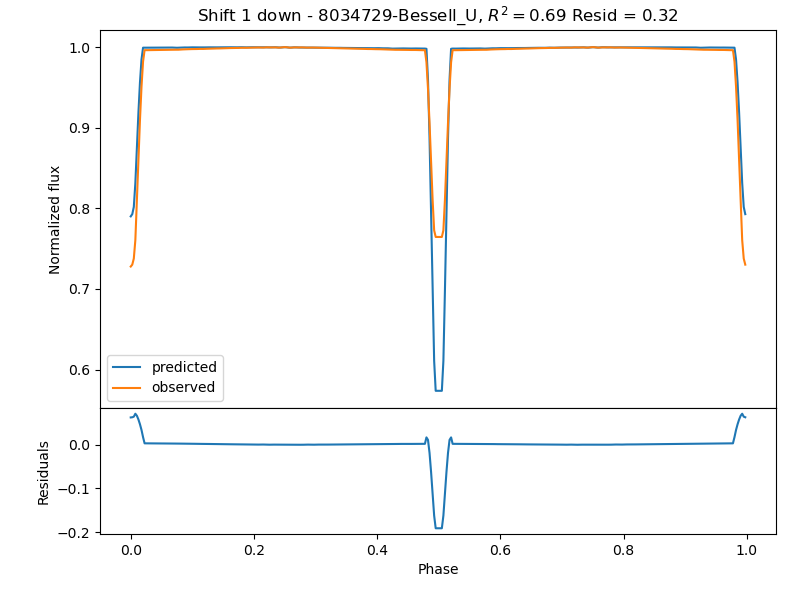 Shift 1 down - 8034729-Bessell_U, $R^2 = 0.69$ Resid = 0.32
1.0
0.9
0.8
0.7
0.6
Normalized flux
predicted
observed
0.0
−0.1
−0.2
Residuals
0.0 0.2 0.4 0.6 0.8 1.0
Phase